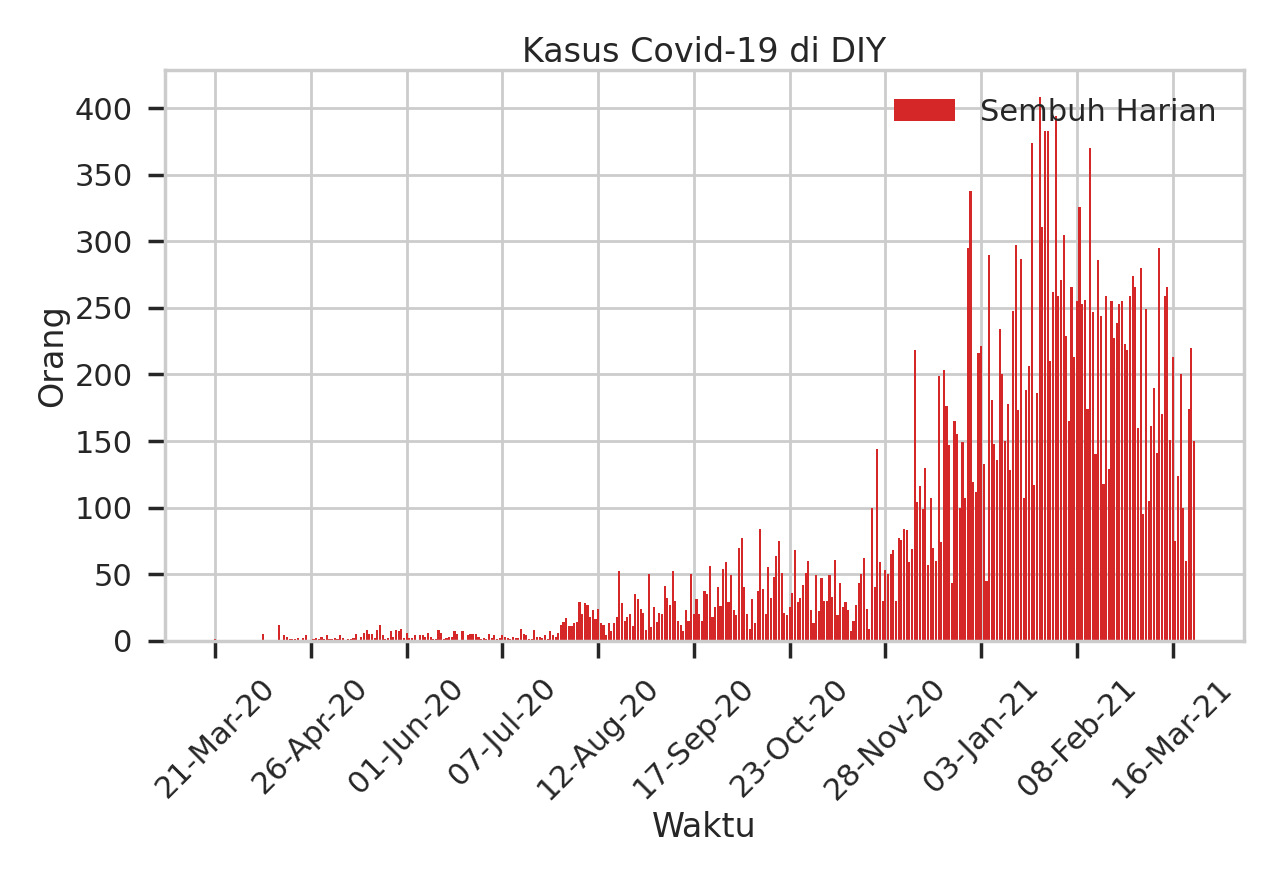 Kasus Covid-19 di DIY
Sembuh Harian
400
350
300
250
200
150
100
50
0
Orang
21-Mar-20
26-Apr-20
01-Jun-20
07-Jul-20
12-Aug-20
17-Sep-20
23-Oct-20
28-Nov-20
03-Jan-21
08-Feb-21
16-Mar-21
Waktu